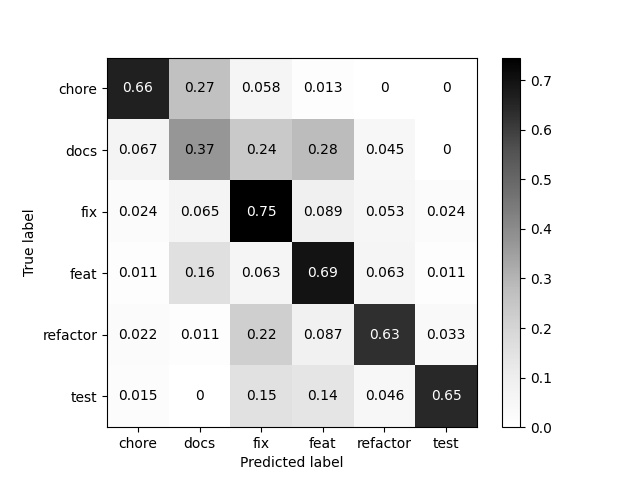 chore 0.66 0.27 0.058 0.013 0 0
docs 0.067 0.37 0.24 0.28 0.045 0
fix 0.024 0.065 0.75 0.089 0.053 0.024
feat 0.011 0.16 0.063 0.69 0.063 0.011
refactor 0.022 0.011 0.22 0.087 0.63 0.033
test 0.015 0 0.15 0.14 0.046 0.65
chore docs fix feat refactor test
Predicted label
True label
0.7
0.6
0.5
0.4
0.3
0.2
0.1
0.0